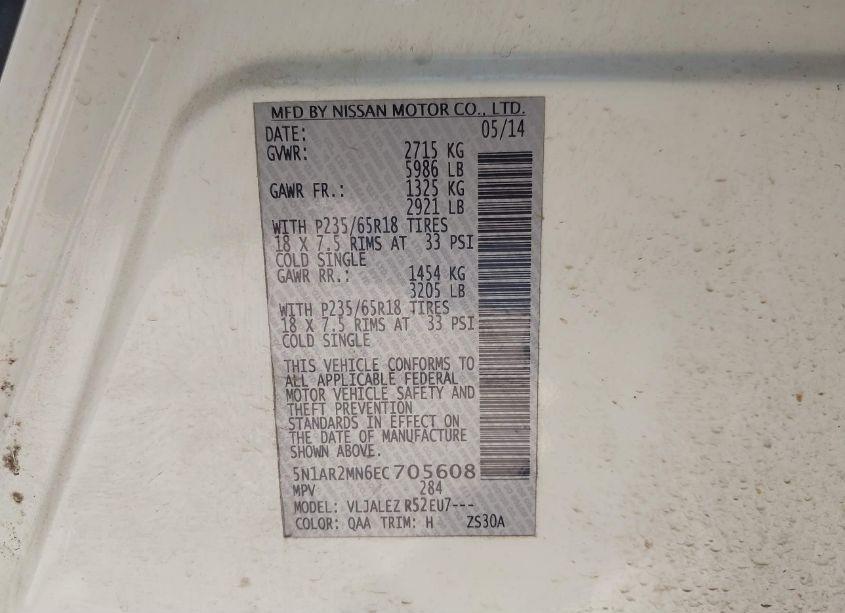 MFD BY NISSAN MOTOR CO., LTD.
DATE: 05/14
GVWR: 2715 KG
5986 LB
GAWR FR.: 1325 KG
2921 LB
WITH P235/65R18 TIRES
18 X 7.5 RIMS AT 33 PSI
COLD SINGLE
GAWR RR.: 1454 KG
3205 LB
WITH P235/65R18 TIRES
18 X 7.5 RIMS AT 33 PSI
COLD SINGLE
THIS VEHICLE CONFORMS TO
ALL APPLICABLE FEDERAL
MOTOR VEHICLE SAFETY AND
THEFT PREVENTION
STANDARDS IN EFFECT ON
THE DATE OF MANUFACTURE
SHOWN ABOVE.
5N1AR2MN6EC705608
MPV 284
MODEL: VLJALEZ R52EU7---
COLOR: QAA TRIM: H ZS30A